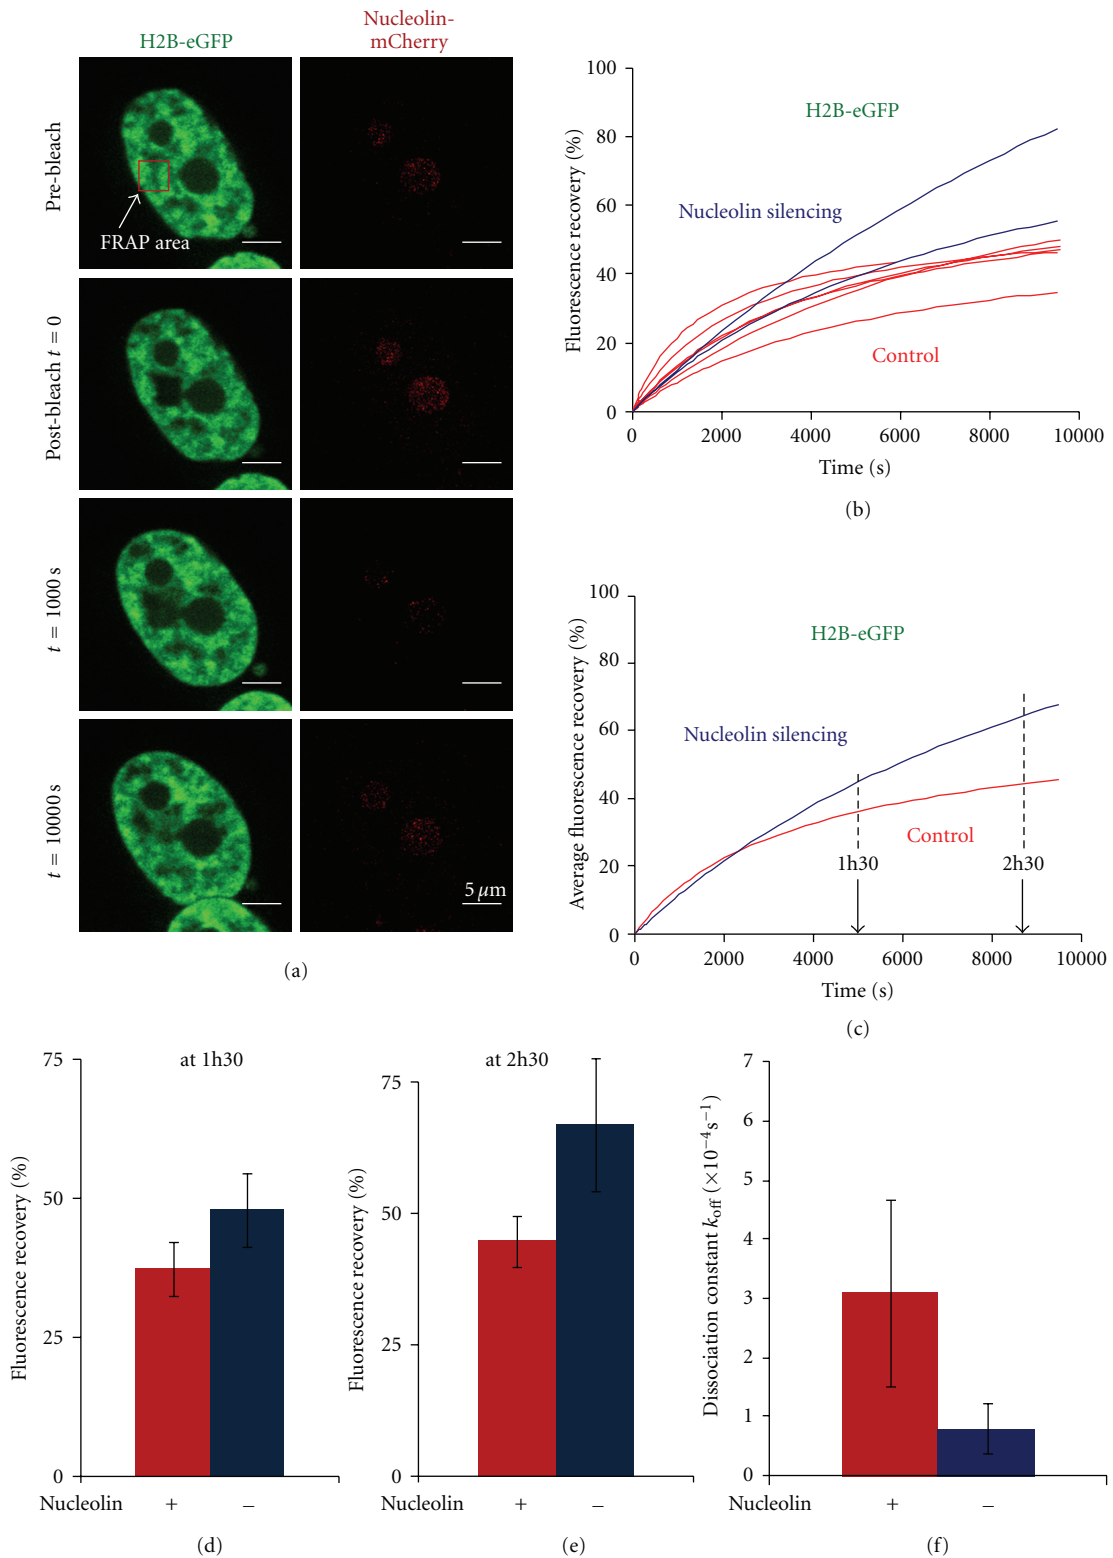 H2B-eGFP
Nucleolin-
mCherry
Pre-bleach
FRAP area
Post-bleach t = 0
t = 1000 s
t = 10000 s
5 μm
(a)
100
80
60
40
20
0
Fluorescence recovery (%)
H2B-eGFP
Nucleolin silencing
Control
0 2000 4000 6000 8000 10000
Time (s)
(b)
100
80
60
40
20
0
Average fluorescence recovery (%)
H2B-eGFP
Nucleolin silencing
Control
1h30
2h30
0 2000 4000 6000 8000 10000
Time (s)
(c)
75
50
25
0
Fluorescence recovery (%)
at 1h30
Nucleolin + −
(d)
75
50
25
0
Fluorescence recovery (%)
at 2h30
+ −
(e)
7
6
5
4
3
2
1
0
Dissociation constant k_off (×10⁻⁴s⁻¹)
Nucleolin + −
(f)